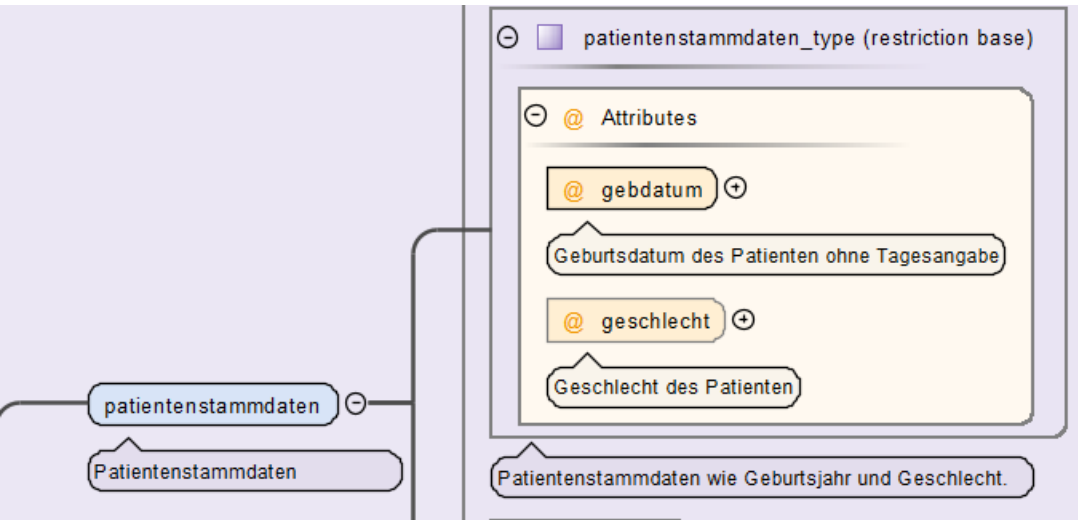 patientenstammdaten_type (restriction base)
@ Attributes
@ gebdatum
Geburtsdatum des Patienten ohne Tagesangabe
@ geschlecht
Geschlecht des Patienten
patientenstammdaten
Patientenstammdaten
Patientenstammdaten wie Geburtsjahr und Geschlecht.